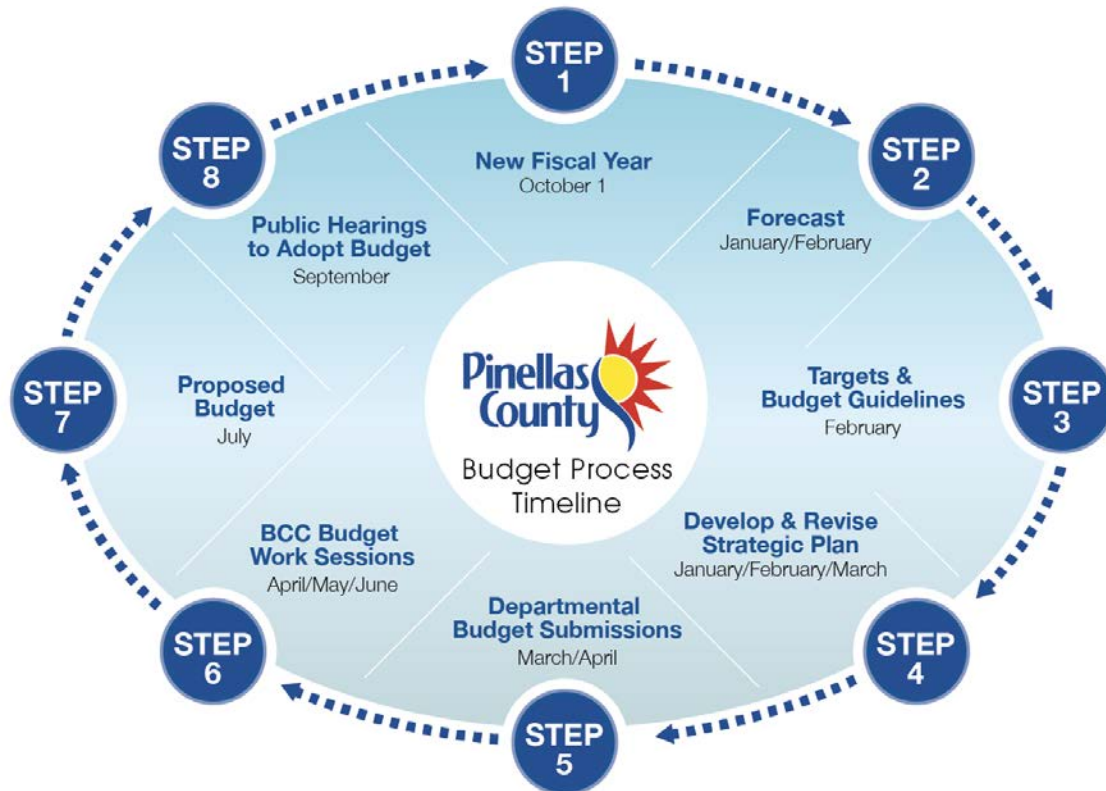 STEP
1
New Fiscal Year
October 1
STEP
2
Forecast
January/February
STEP
3
Targets &
Budget Guidelines
February
STEP
4
Develop & Revise
Strategic Plan
January/February/March
STEP
5
Departmental
Budget Submissions
March/April
STEP
6
BCC Budget
Work Sessions
April/May/June
STEP
7
Proposed
Budget
July
STEP
8
Public Hearings
to Adopt Budget
September
Pinellas
County
Budget Process
Timeline